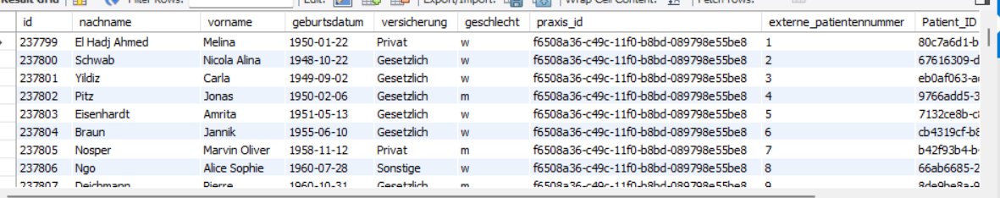 Result Grid Filter Rows: Edit: Export/Import: Wrap Cell Content: Fetch rows:
id nachname vorname geburtsdatum versicherung geschlecht praxis_id externe_patientennummer Patient_ID
237799 El Hadj Ahmed Melina 1950-01-22 Privat w f6508a36-c49c-11f0-b8bd-089798e55be8 1 80c7a6d1-b
237800 Schwab Nicola Alina 1948-10-22 Gesetzlich w f6508a36-c49c-11f0-b8bd-089798e55be8 2 67616309-d
237801 Yildiz Carla 1949-09-02 Gesetzlich w f6508a36-c49c-11f0-b8bd-089798e55be8 3 eb0af063-a
237802 Pitz Jonas 1950-02-06 Gesetzlich m f6508a36-c49c-11f0-b8bd-089798e55be8 4 9766add5-3
237803 Eisenhardt Amrita 1951-05-13 Gesetzlich w f6508a36-c49c-11f0-b8bd-089798e55be8 5 7132ce8b-c
237804 Braun Jannik 1955-06-10 Gesetzlich w f6508a36-c49c-11f0-b8bd-089798e55be8 6 cb4319cf-b8
237805 Nosper Marvin Oliver 1958-11-12 Privat m f6508a36-c49c-11f0-b8bd-089798e55be8 7 b42f93b4-b
237806 Ngo Alice Sophie 1960-07-28 Sonstige w f6508a36-c49c-11f0-b8bd-089798e55be8 8 66ab6685-2
237807 Deichmann Pierre 1960-10-31 Gesetzlich m f6508a36-c49c-11f0-b8bd-089798e55be8 9 8de9be8a-9